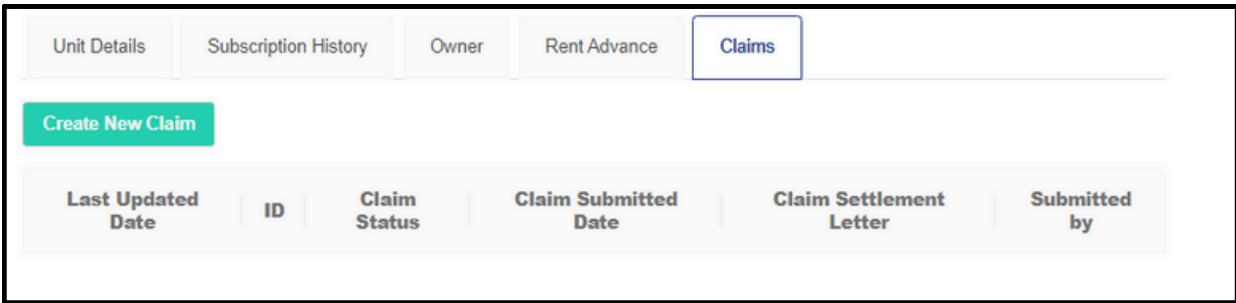 Unit Details Subscription History Owner Rent Advance Claims
Create New Claim
Last Updated Date ID Claim Status Claim Submitted Date Claim Settlement Letter Submitted by